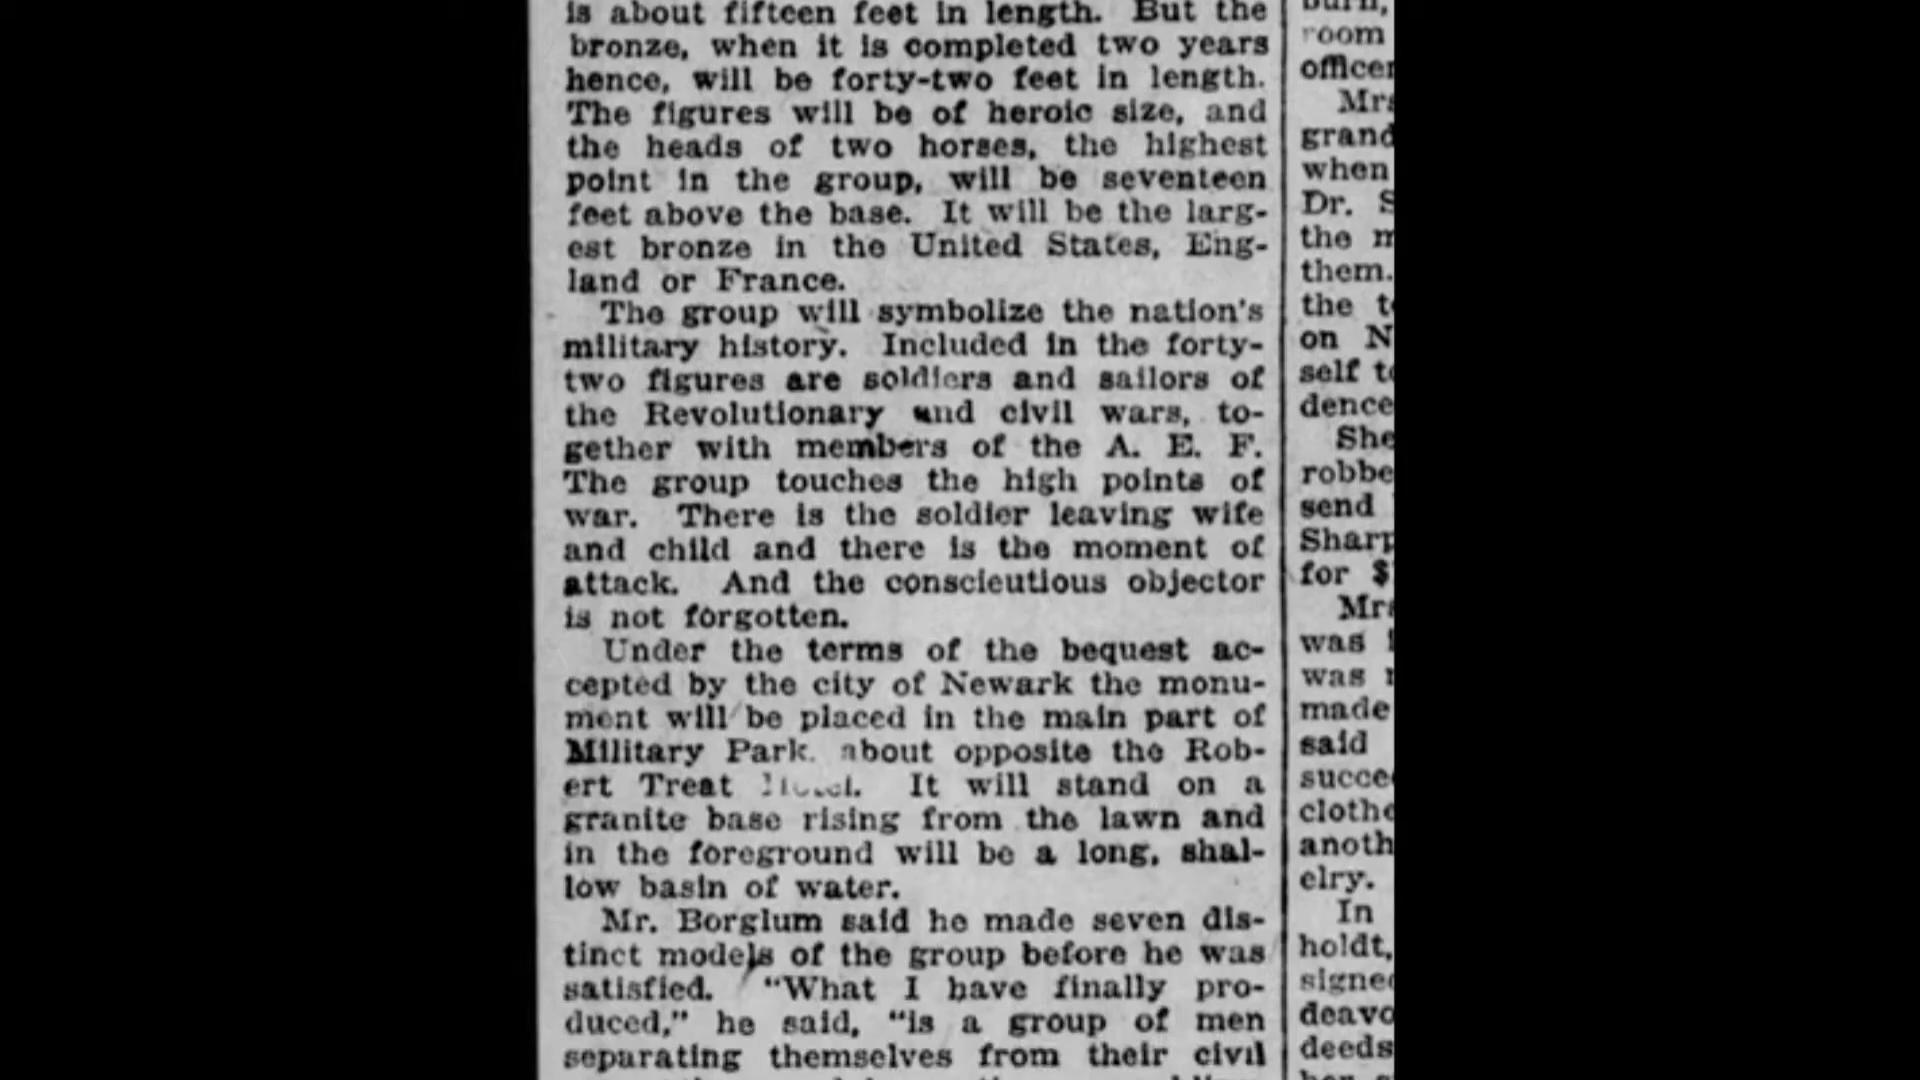 is about fifteen feet in length. But the
bronze, when it is completed two years
hence, will be forty-two feet in length.
The figures will be of heroic size, and
the heads of two horses, the highest
point in the group, will be seventeen
feet above the base. It will be the larg-
est bronze in the United States, Eng-
land or France.
The group will symbolize the nation's
military history. Included in the forty-
two figures are soldiers and sailors of
the Revolutionary and civil wars, to-
gether with members of the A. E. F.
The group touches the high points of
war. There is the soldier leaving wife
and child and there is the moment of
attack. And the conscieutious objector
is not forgotten.
Under the terms of the bequest ac-
cepted by the city of Newark the monu-
ment will be placed in the main part of
Military Park, about opposite the Rob-
ert Treat Hotel. It will stand on a
granite base rising from the lawn and
in the foreground will be a long, shal-
low basin of water.
Mr. Borglum said he made seven dis-
tinct models of the group before he was
satisfied. "What I have finally pro-
duced," he said, "is a group of men
separating themselves from their civil
burn,
room
officer
Mrs
grand
when
Dr. S
the m
them.
the t
on N
self t
dence
She
robbe
send
Sharp
for $
Mrs
was
was
made
said
succe
clothe
anoth
elry.
In
holdt,
signe
deavo
deeds